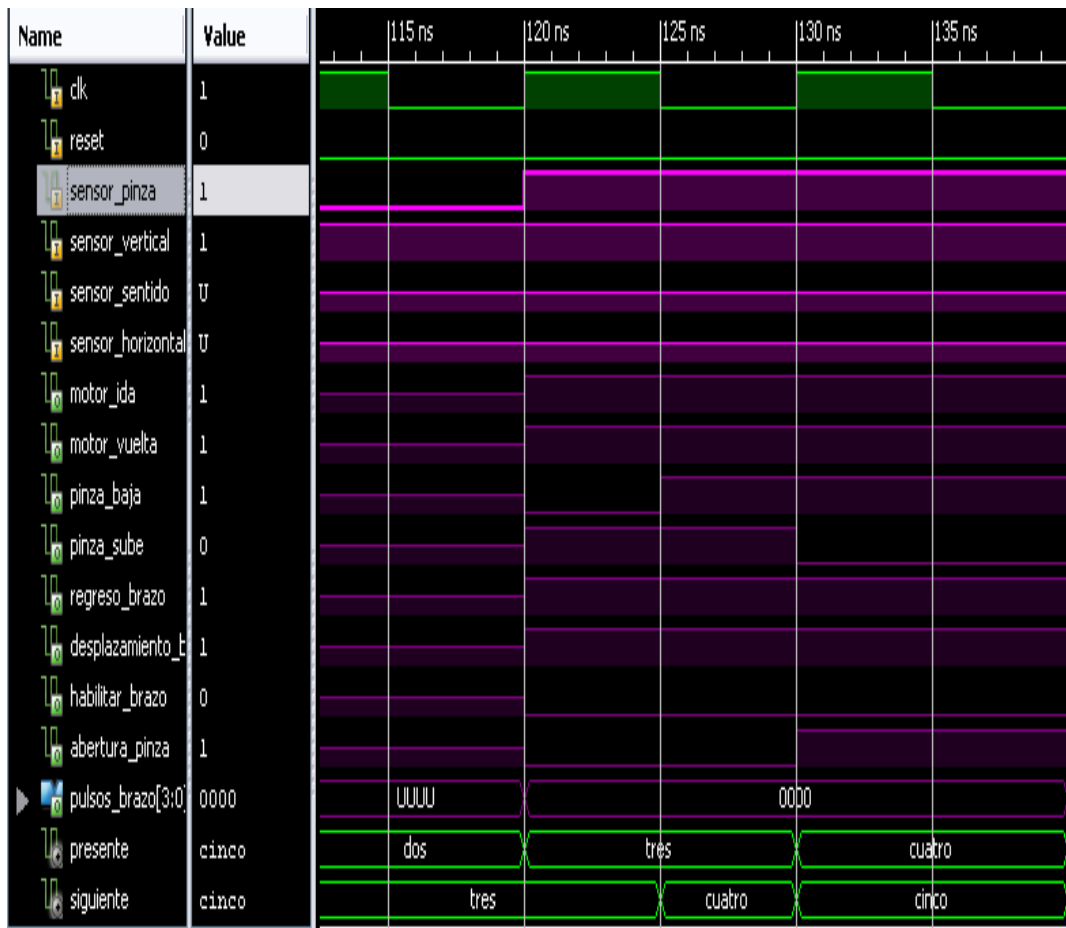 Name Value 115 ns 120 ns 125 ns 130 ns 135 ns
clk 1
reset 0
sensor_pinza 1
sensor_vertical 1
sensor_sentido U
sensor_horizontal U
motor_ida 1
motor_vuelta 1
pinza_baja 1
pinza_sube 0
regreso_brazo 1
desplazamiento_b 1
habilitar_brazo 0
abertura_pinza 1
pulsos_brazo[3:0] 0000 UUUU 0000
presente cinco dos tres cuatro
siguiente cinco tres cuatro cinco